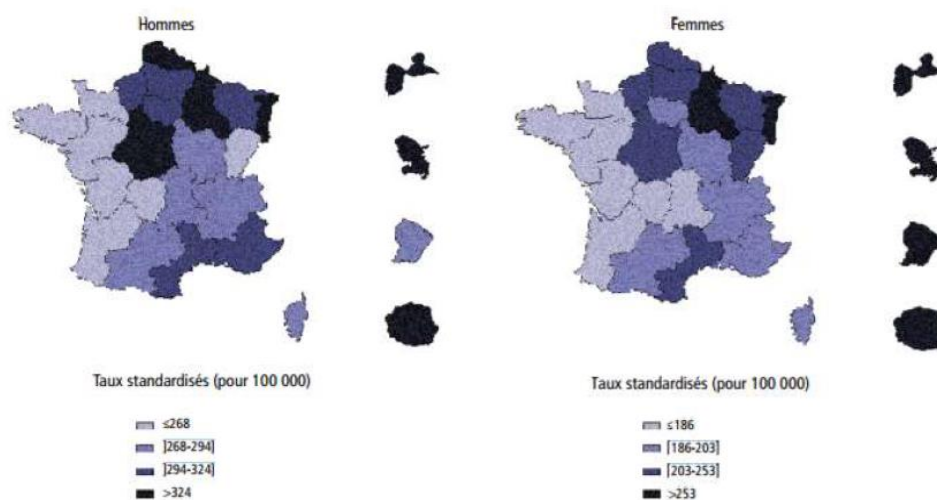 Hommes
Femmes
Taux standardisés (pour 100 000)
≤268
]268-294]
]294-324]
>324
Taux standardisés (pour 100 000)
≤186
[186-203]
[203-253]
>253